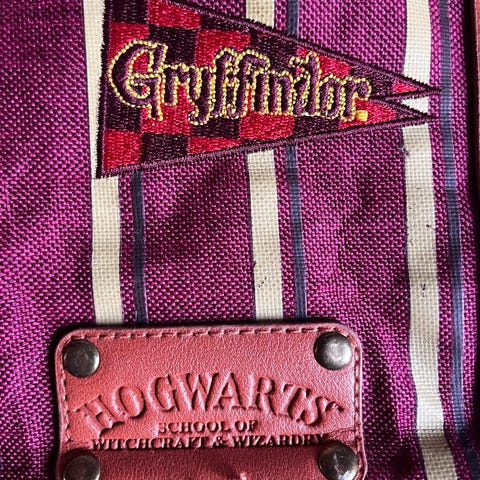 Gryffindor
HOGWARTS
SCHOOL OF
WITCHCRAFT & WIZARDRY